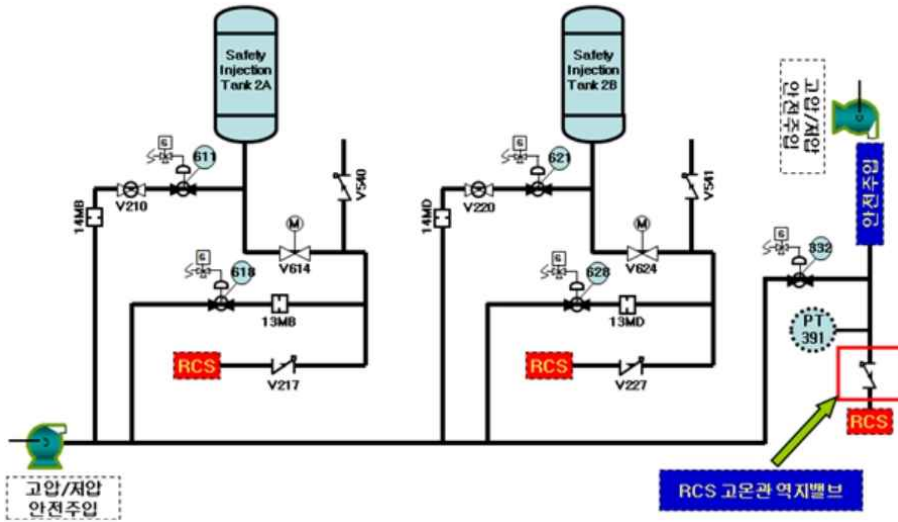 Safety
Injection
Tank 2A
Safety
Injection
Tank 2B
고압/저압
안전주입
안전주입
G
611
G
621
V540
V541
V210
V220
14MB
14MD
M
M
V614
V624
G
332
G
618
G
628
13MB
13MD
PT
391
RCS
V217
RCS
V227
RCS
고압/저압
안전주입
RCS 고온관 역지밸브